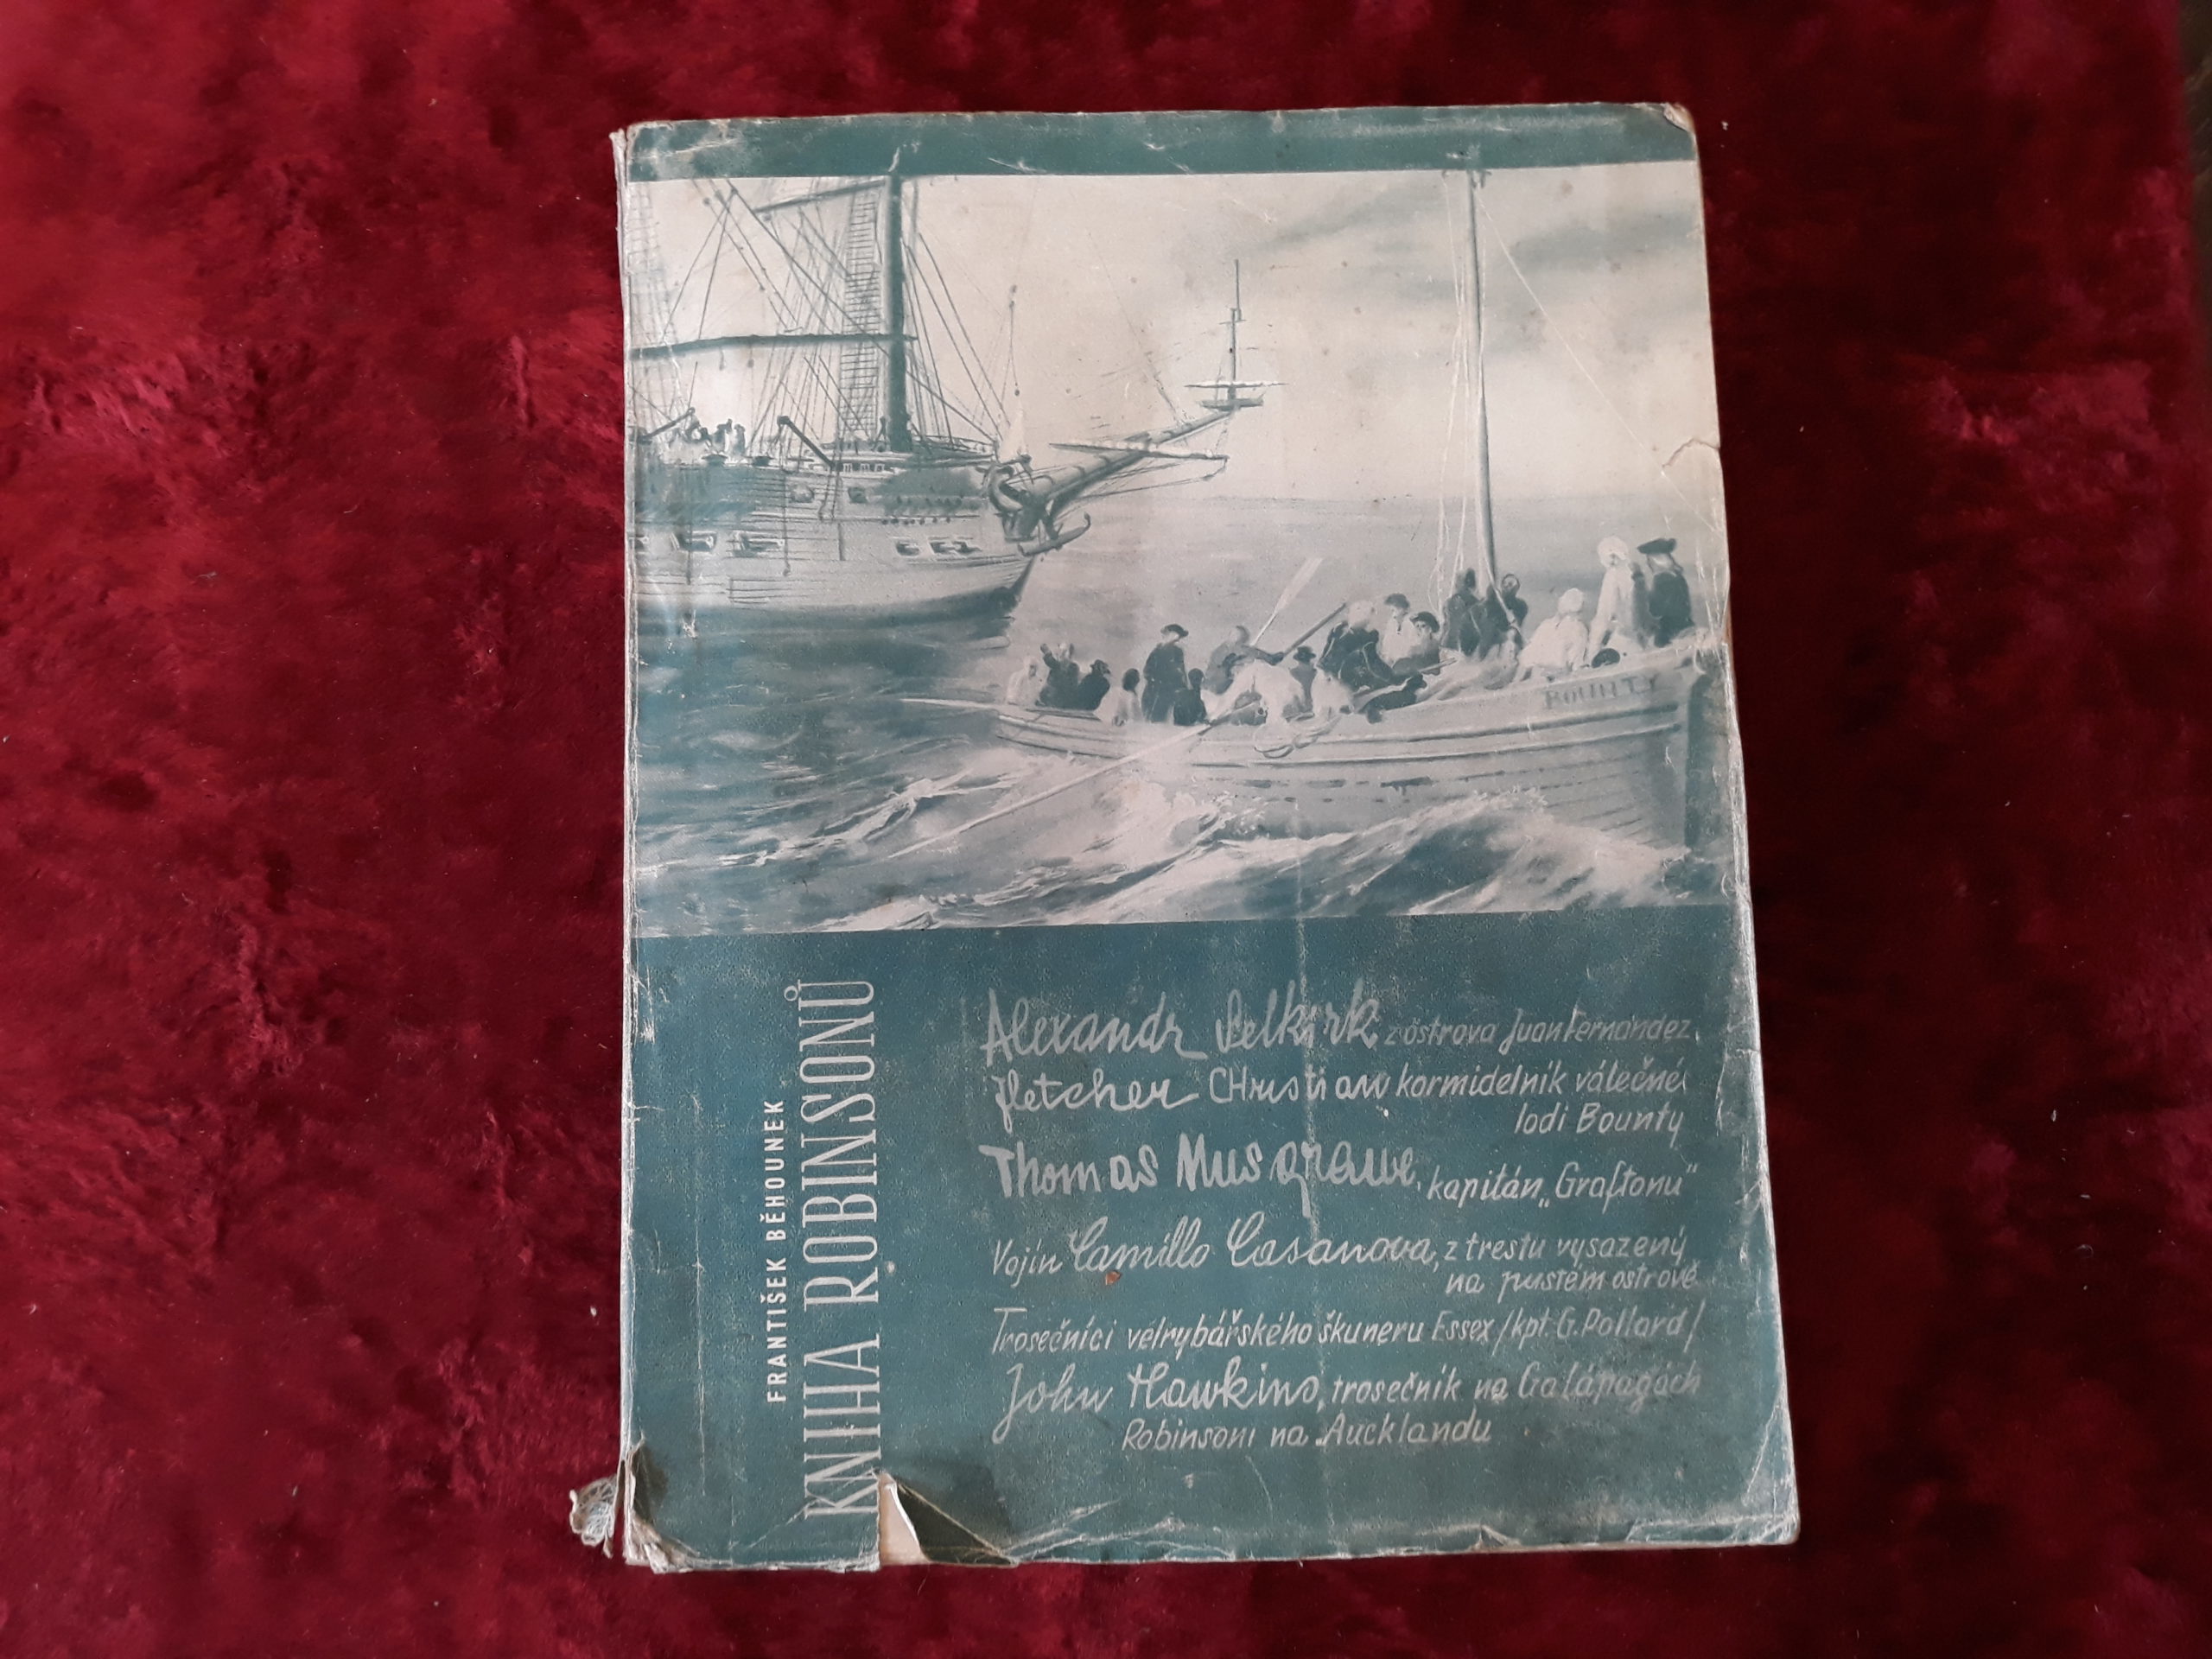 BOUNTY
FRANTIŠEK BĚHOUNEK
KNIHA ROBINSONŮ
Alexandr Selkirk z ostrova Juan Fernandez,
Fletcher CHristian kormidelník válečné
lodi Bounty
Thomas Musgrave, kapitán „Graftonu"
Vojín Camillo Casanova, z trestu vysazený
na pustém ostrově
Trosečníci velrybářského škuneru Essex /kpt. G. Pollard/
John Hawkins, trosečník na Galápagách
Robinsoni na Aucklandu